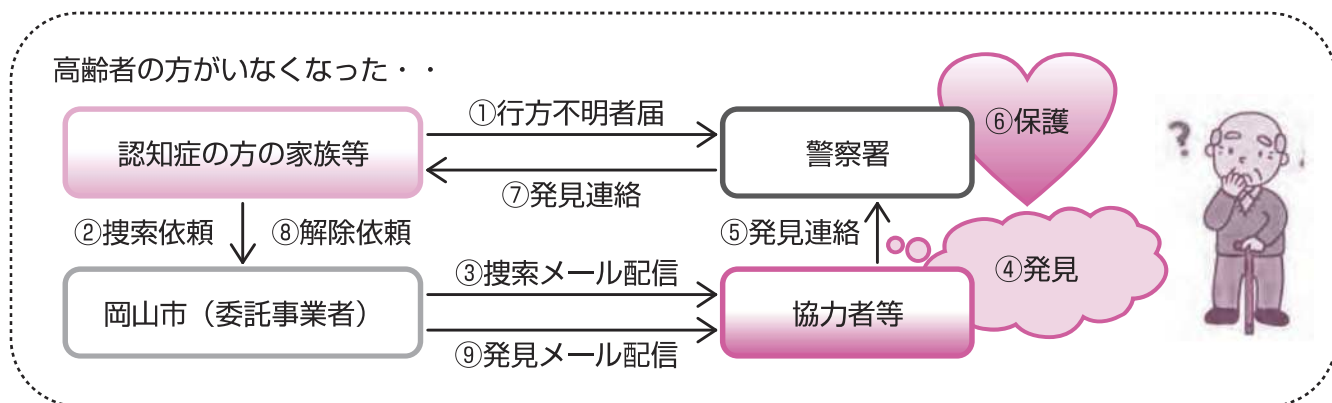 高齢者の方がいなくなった・・
①行方不明者届
⑥保護
認知症の方の家族等
警察署
？
⑦発見連絡
②捜索依頼
⑧解除依頼
⑤発見連絡
④発見
③捜索メール配信
岡山市（委託事業者）
協力者等
⑨発見メール配信